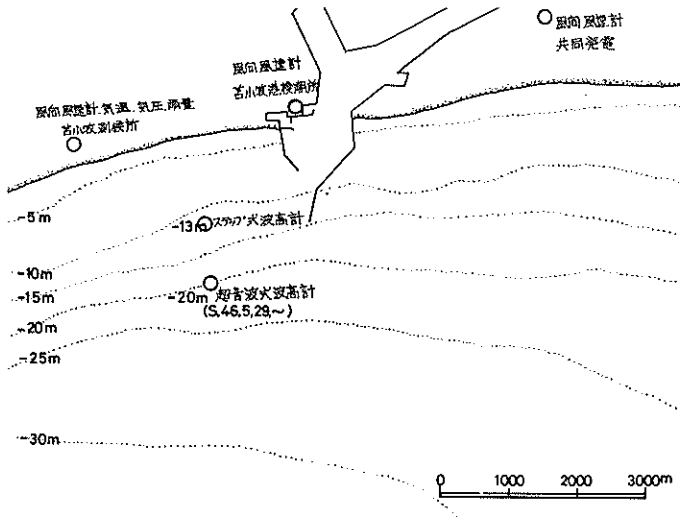 風向風速計
共同発電
風向風速計
苫小牧港検潮所
風向風速計、気温、気圧、雨量
苫小牧測候所
-5m
-13m ステップ式波高計
-10m
-15m
-20m 超音波式波高計
(S,46,5,29,~)
-20m
-25m
-30m
0 1000 2000 3000m